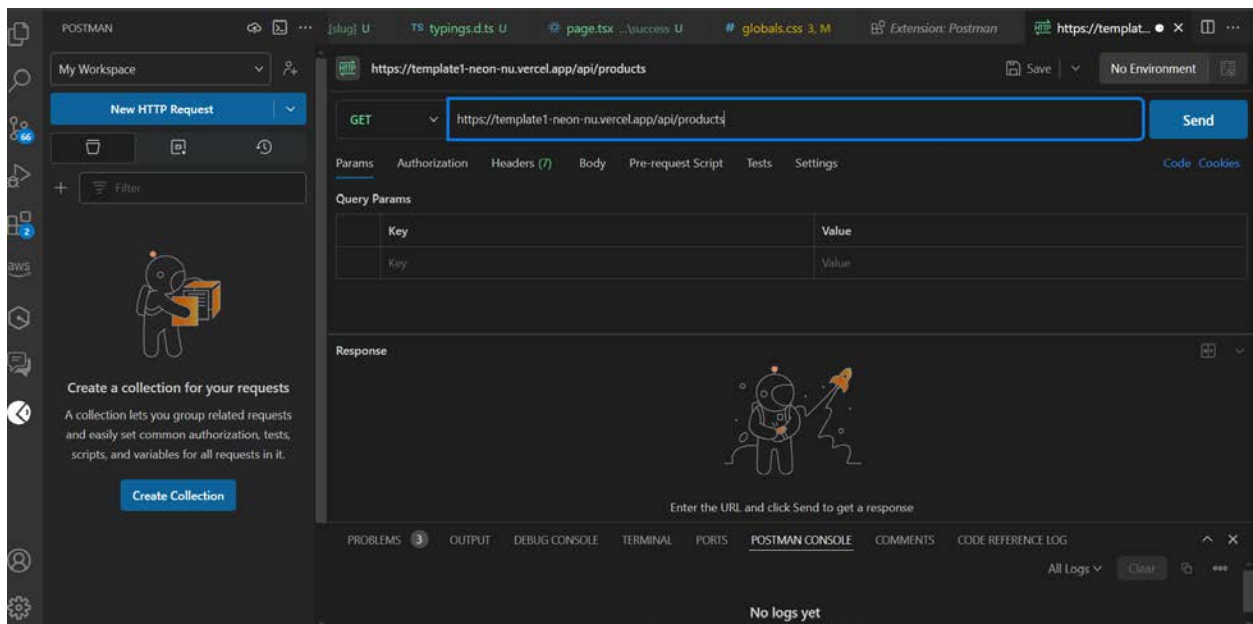 POSTMAN
[slug] U
TS typings.d.ts U
page.tsx ...\success U
# globals.css 3, M
Extension: Postman
https://templat...
My Workspace
HTTP https://template1-neon-nu.vercel.app/api/products
Save
No Environment
New HTTP Request
GET
https://template1-neon-nu.vercel.app/api/products
Send
66
Params Authorization Headers (7) Body Pre-request Script Tests Settings
Code Cookies
Filter
Query Params
2
Key Value
Key Value
aws
Response
Create a collection for your requests
A collection lets you group related requests
and easily set common authorization, tests,
scripts, and variables for all requests in it.
Create Collection
Enter the URL and click Send to get a response
PROBLEMS 3 OUTPUT DEBUG CONSOLE TERMINAL PORTS POSTMAN CONSOLE COMMENTS CODE REFERENCE LOG
All Logs Clear
No logs yet